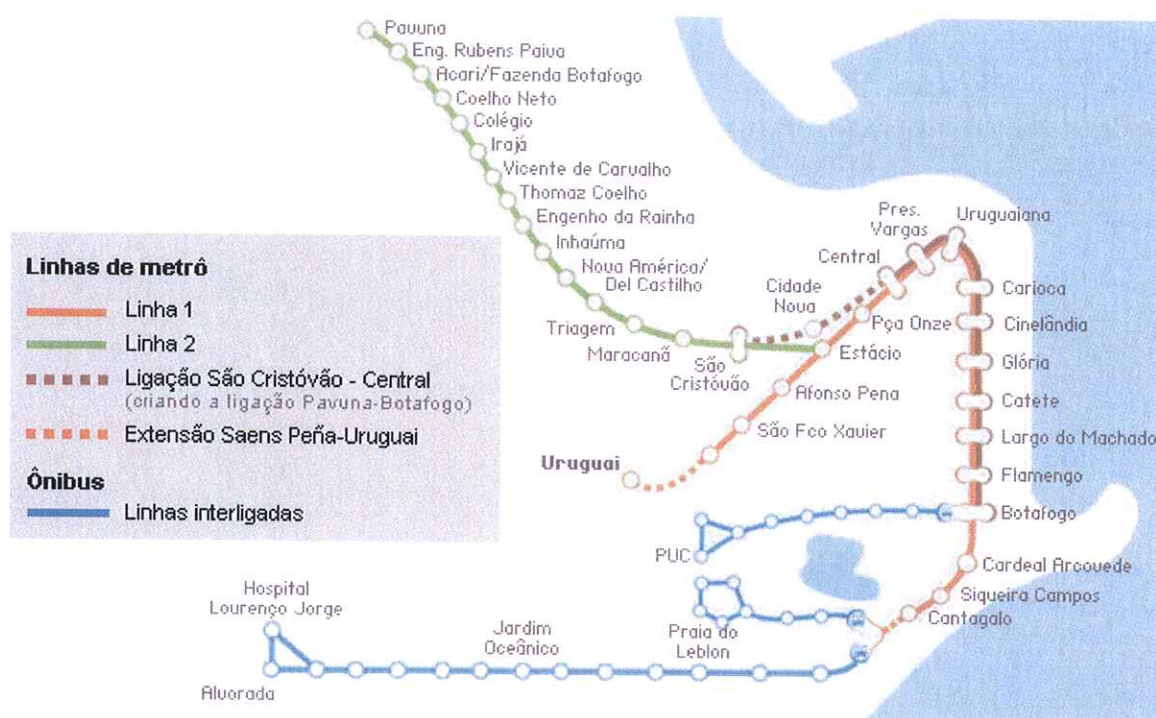 Pavuna
Eng. Rubens Paiva
Acari/Fazenda Botafogo
Coelho Neto
Colégio
Irajá
Vicente de Carvalho
Thomaz Coelho
Engenho da Rainha
Inhaúma
Nova América/
Del Castilho
Triagem
Maracanã
São
Cristóvão
Cidade
Nova
Central
Pres.
Vargas
Uruguaiana
Carioca
Cinelândia
Glória
Catete
Largo do Machado
Flamengo
Botafogo
Cardeal Arcouede
Siqueira Campos
Cantagalo
Pça Onze
Estácio
Afonso Pena
São Fco Xavier
Uruguai
Linhas de metrô
Linha 1
Linha 2
Ligação São Cristóvão - Central
(criando a ligação Pavuna-Botafogo)
Extensão Saens Peña-Uruguai
Ônibus
Linhas interligadas
PUC
Hospital
Lourenço Jorge
Jardim
Oceânico
Praia do
Leblon
Alvorada